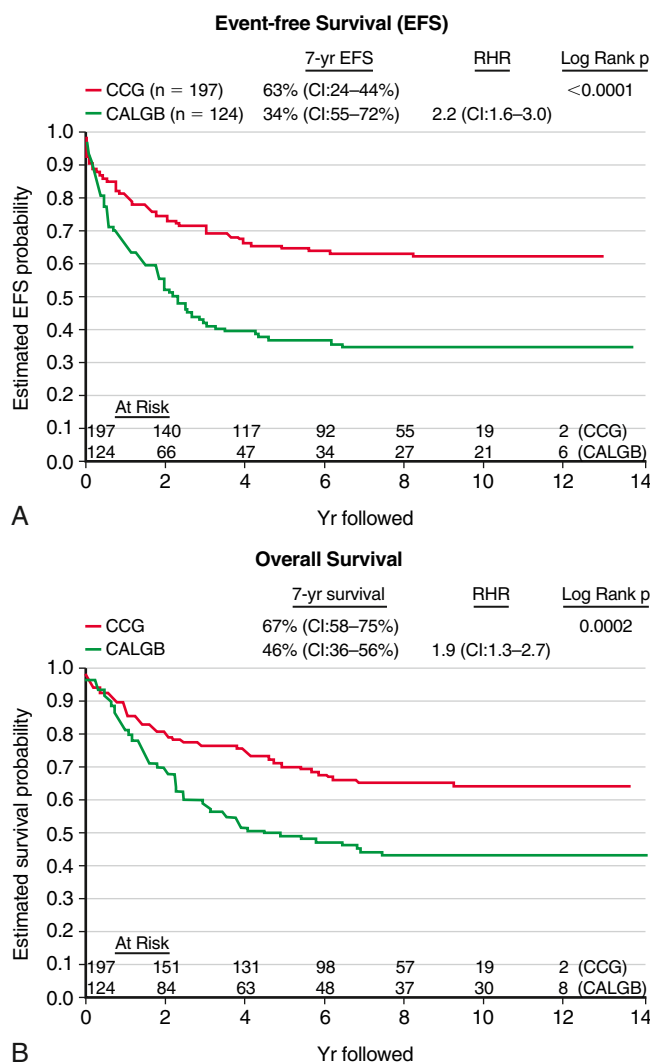 Event-free Survival (EFS)
7-yr EFS RHR Log Rank p
CCG (n = 197) 63% (CI:24–44%) <0.0001
CALGB (n = 124) 34% (CI:55–72%) 2.2 (CI:1.6–3.0)
1.0
0.9
0.8
0.7
0.6
0.5
0.4
0.3
0.2
0.1
0.0
Estimated EFS probability
At Risk
197 140 117 92 55 19 2 (CCG)
124 66 47 34 27 21 6 (CALGB)
0 2 4 6 8 10 12 14
A
Yr followed
Overall Survival
7-yr survival RHR Log Rank p
CCG 67% (CI:58–75%) 0.0002
CALGB 46% (CI:36–56%) 1.9 (CI:1.3–2.7)
1.0
0.9
0.8
0.7
0.6
0.5
0.4
0.3
0.2
0.1
0.0
Estimated survival probability
At Risk
197 151 131 98 57 19 2 (CCG)
124 84 63 48 37 30 8 (CALGB)
0 2 4 6 8 10 12 14
B
Yr followed